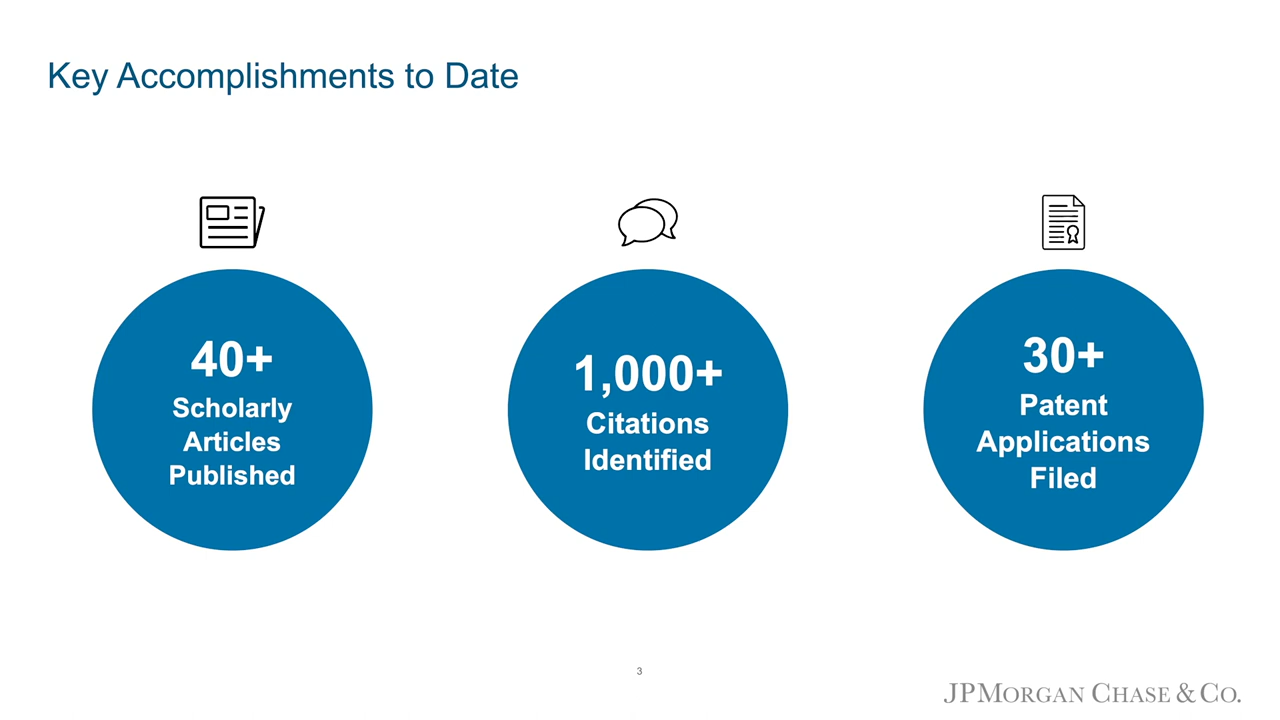 Key Accomplishments to Date
40+
Scholarly
Articles
Published
1,000+
Citations
Identified
30+
Patent
Applications
Filed
3
JPMORGAN CHASE & CO.